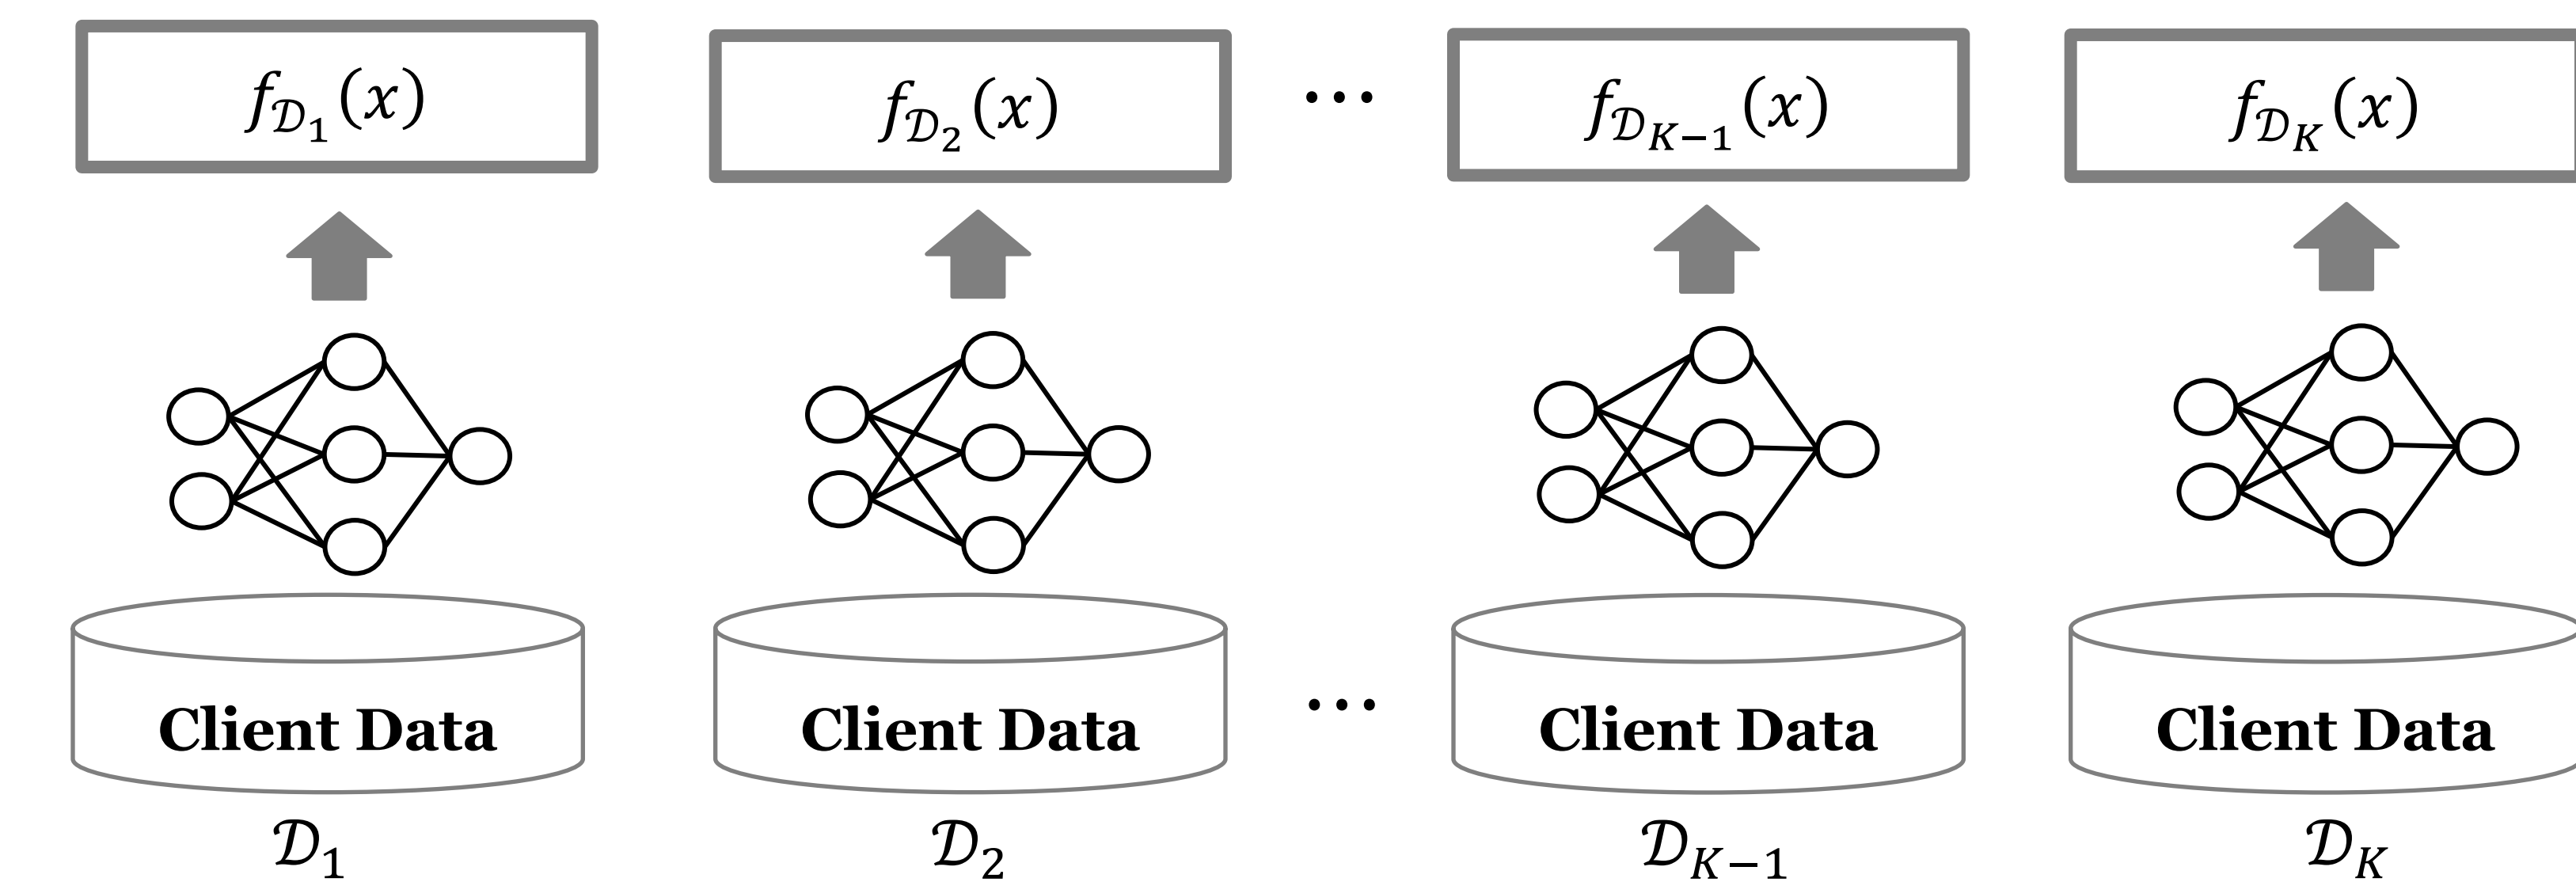 f_{𝒟_1}(x) f_{𝒟_2}(x) ... f_{𝒟_{K−1}}(x) f_{𝒟_K}(x)
Client Data Client Data ... Client Data Client Data
𝒟_1 𝒟_2 𝒟_{K−1} 𝒟_K